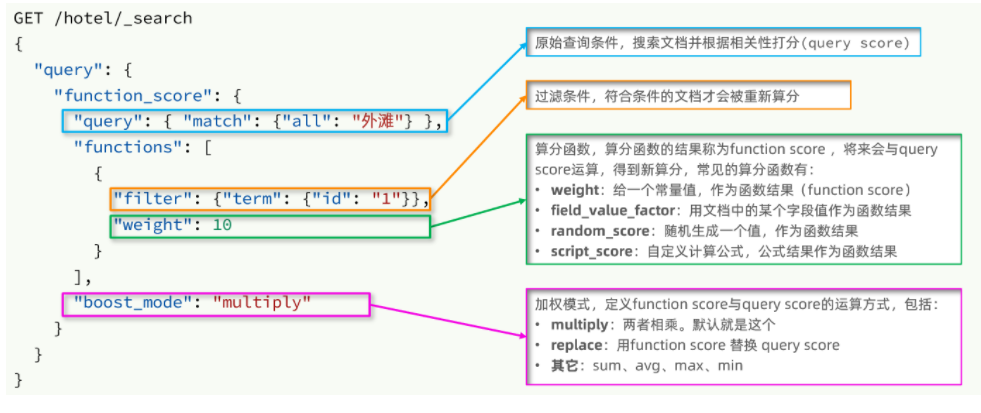 GET /hotel/_search
{
"query": {
"function_score": {
"query": { "match": {"all": "外滩"} },
"functions": [
{
"filter": {"term": {"id": "1"}},
"weight": 10
}
],
"boost_mode": "multiply"
}
}
}
原始查询条件，搜索文档并根据相关性打分(query score)
过滤条件，符合条件的文档才会被重新算分
算分函数，算分函数的结果称为function score ，将来会与query
score运算，得到新算分，常见的算分函数有：
• weight：给一个常量值，作为函数结果（function score）
• field_value_factor：用文档中的某个字段值作为函数结果
• random_score：随机生成一个值，作为函数结果
• script_score：自定义计算公式，公式结果作为函数结果
加权模式，定义function score与query score的运算方式，包括：
• multiply：两者相乘。默认就是这个
• replace：用function score 替换 query score
• 其它：sum、avg、max、min